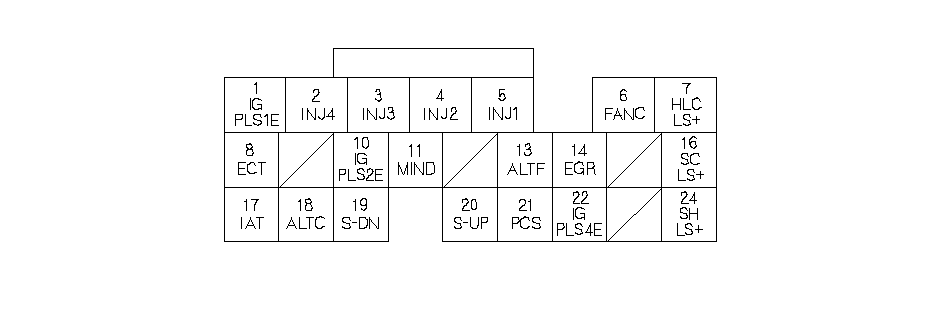 1 IG PLS1E
2 INJ4
3 INJ3
4 INJ2
5 INJ1
6 FANC
7 HLC LS+
8 ECT
10 IG PLS2E
11 MIND
13 ALTF
14 EGR
16 SC LS+
17 IAT
18 ALTC
19 S-DN
20 S-UP
21 PCS
22 IG PLS4E
24 SH LS+